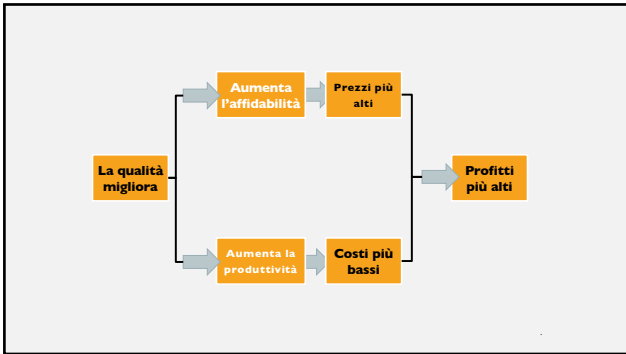 Aumenta
l'affidabilità
Prezzi più
alti
La qualità
migliora
Profitti
più alti
Aumenta la
produttività
Costi più
bassi